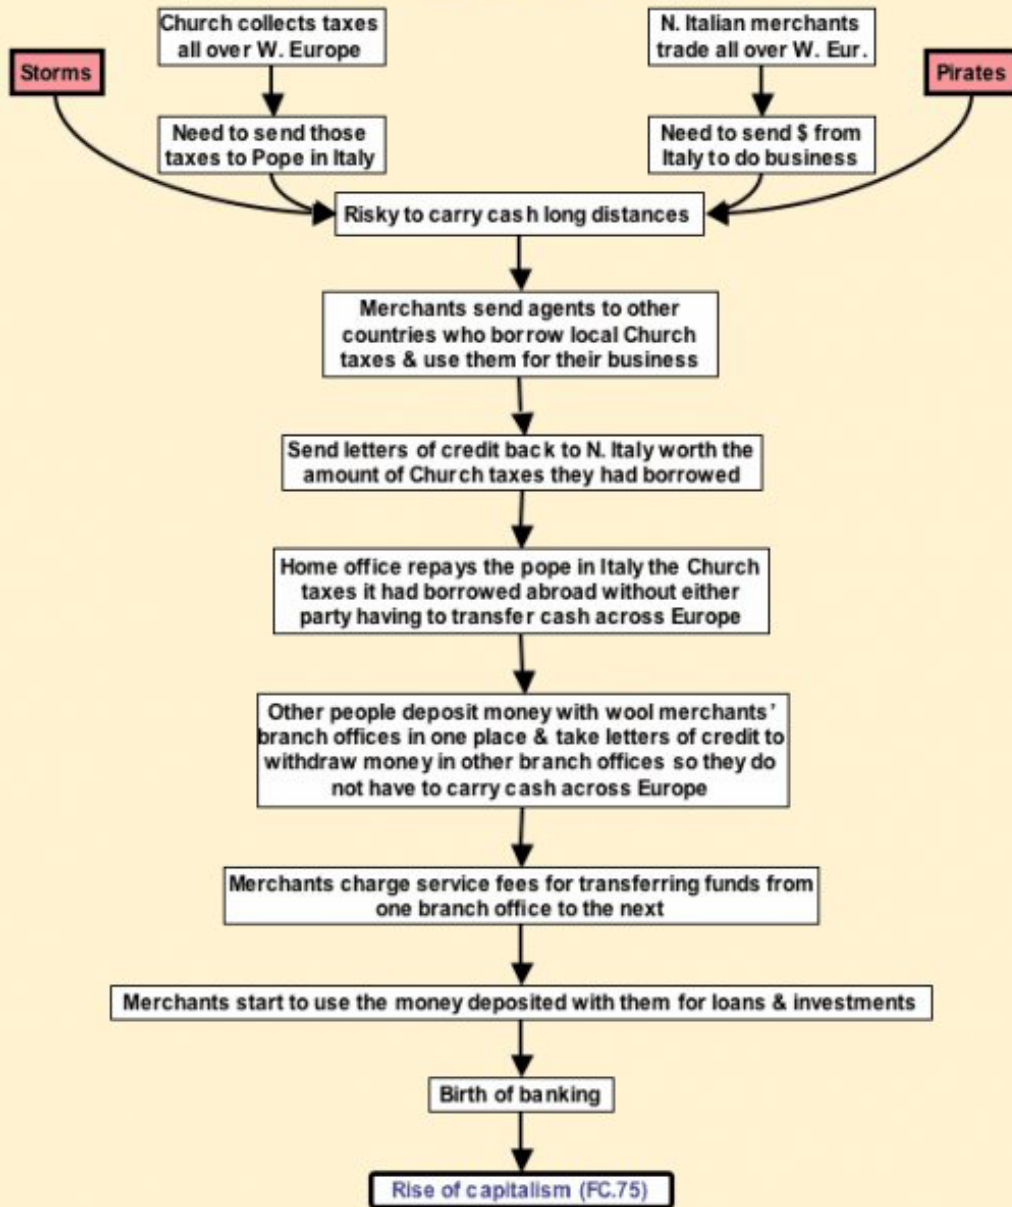 Church collects taxes
all over W. Europe
N. Italian merchants
trade all over W. Eur.
Storms
Pirates
Need to send those
taxes to Pope in Italy
Need to send $ from
Italy to do business
Risky to carry cash long distances
Merchants send agents to other
countries who borrow local Church
taxes & use them for their business
Send letters of credit back to N. Italy worth the
amount of Church taxes they had borrowed
Home office repays the pope in Italy the Church
taxes it had borrowed abroad without either
party having to transfer cash across Europe
Other people deposit money with wool merchants'
branch offices in one place & take letters of credit to
withdraw money in other branch offices so they do
not have to carry cash across Europe
Merchants charge service fees for transferring funds from
one branch office to the next
Merchants start to use the money deposited with them for loans & investments
Birth of banking
Rise of capitalism (FC.75)